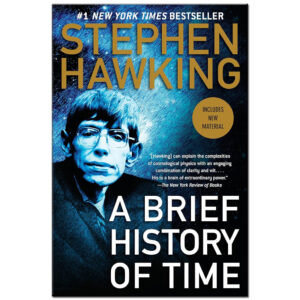 #1 NEW YORK TIMES BESTSELLER
STEPHEN
HAWKING
INCLUDES
NEW
MATERIAL
"[Hawking] can explain the complexities
of cosmological physics with an engaging
combination of clarity and wit. . . .
His is a brain of extraordinary power."
—The New York Review of Books
A BRIEF
HISTORY
OF TIME